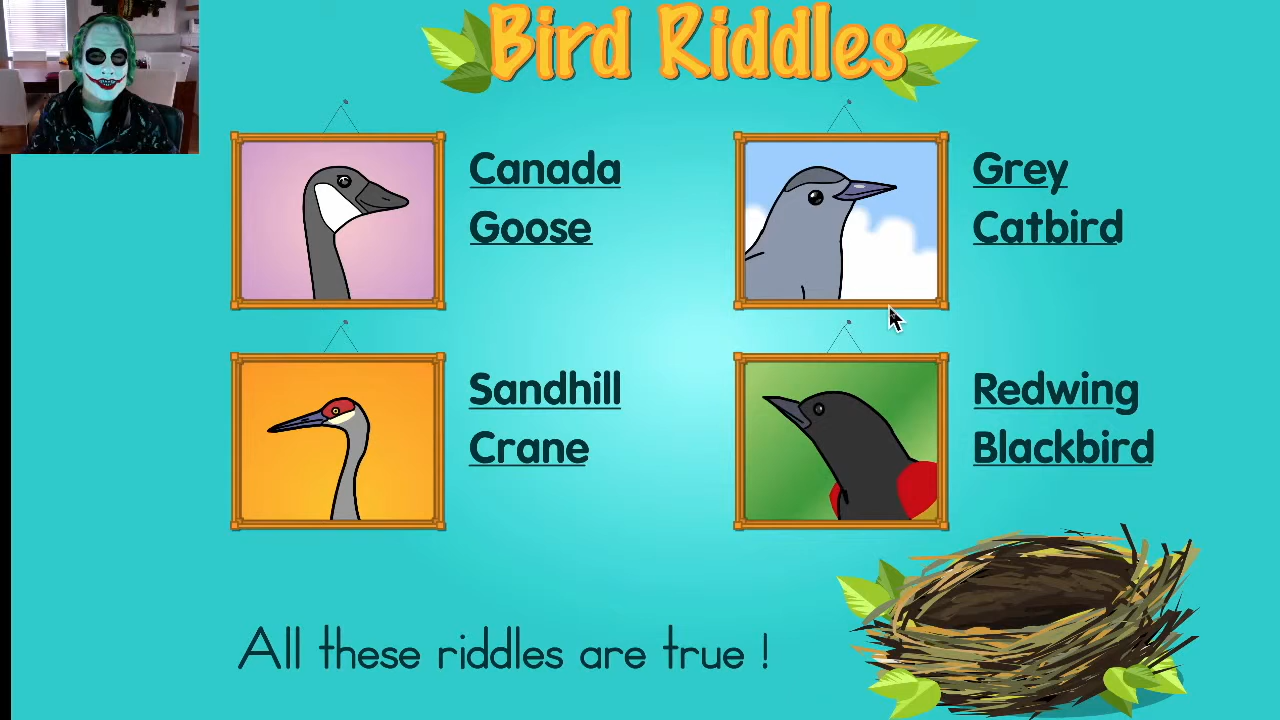 Bird Riddles
Canada
Goose
Grey
Catbird
Sandhill
Crane
Redwing
Blackbird
All these riddles are true !